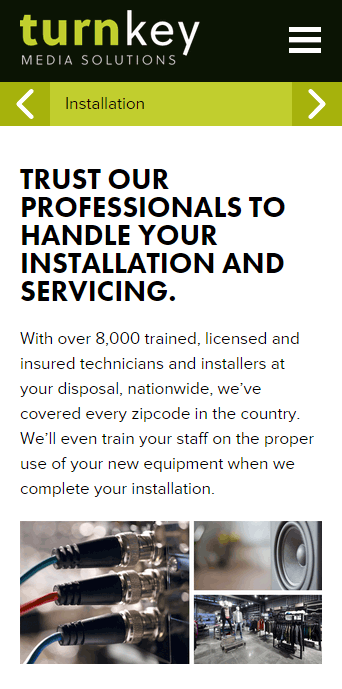 turnkey
MEDIA SOLUTIONS
Installation
TRUST OUR
PROFESSIONALS TO
HANDLE YOUR
INSTALLATION AND
SERVICING.
With over 8,000 trained, licensed and
insured technicians and installers at
your disposal, nationwide, we’ve
covered every zipcode in the country.
We’ll even train your staff on the proper
use of your new equipment when we
complete your installation.